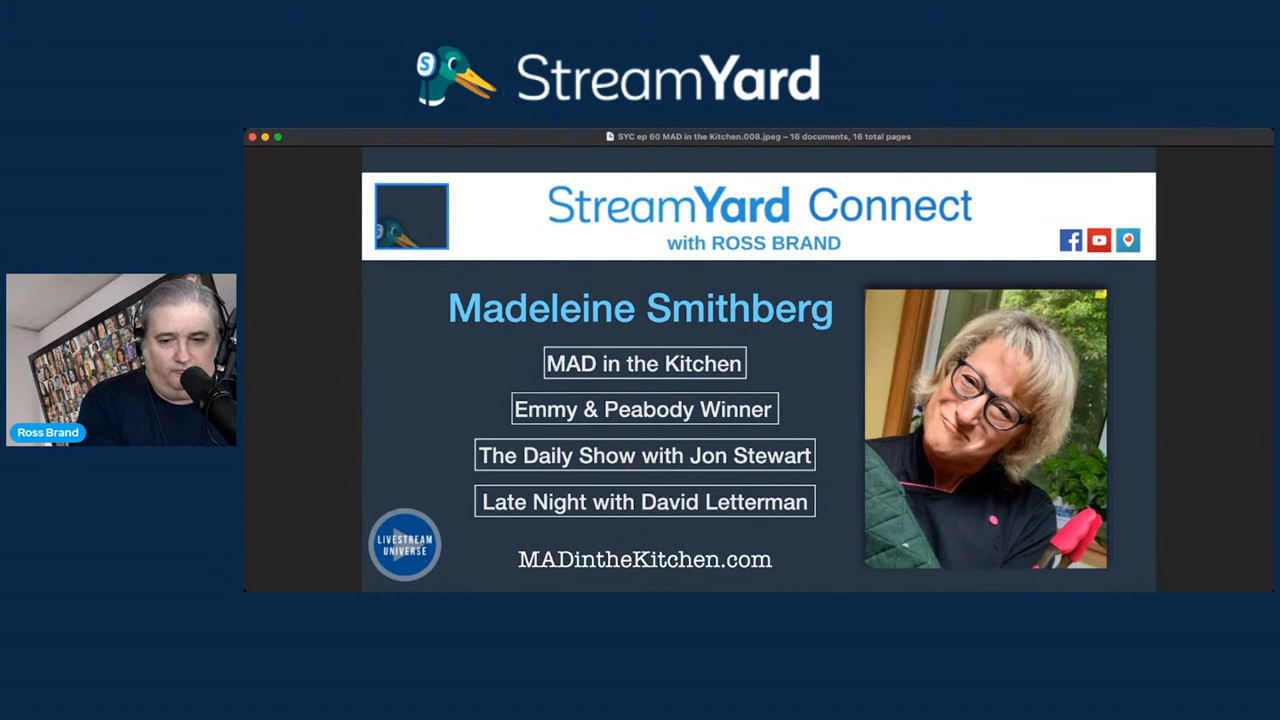 S
StreamYard
SYC ep 60 MAD in the Kitchen.008.jpeg – 16 documents, 16 total pages
StreamYard Connect
with ROSS BRAND
Madeleine Smithberg
MAD in the Kitchen
Emmy & Peabody Winner
The Daily Show with Jon Stewart
Late Night with David Letterman
MADintheKitchen.com
LIVESTREAM
UNIVERSE
Ross Brand